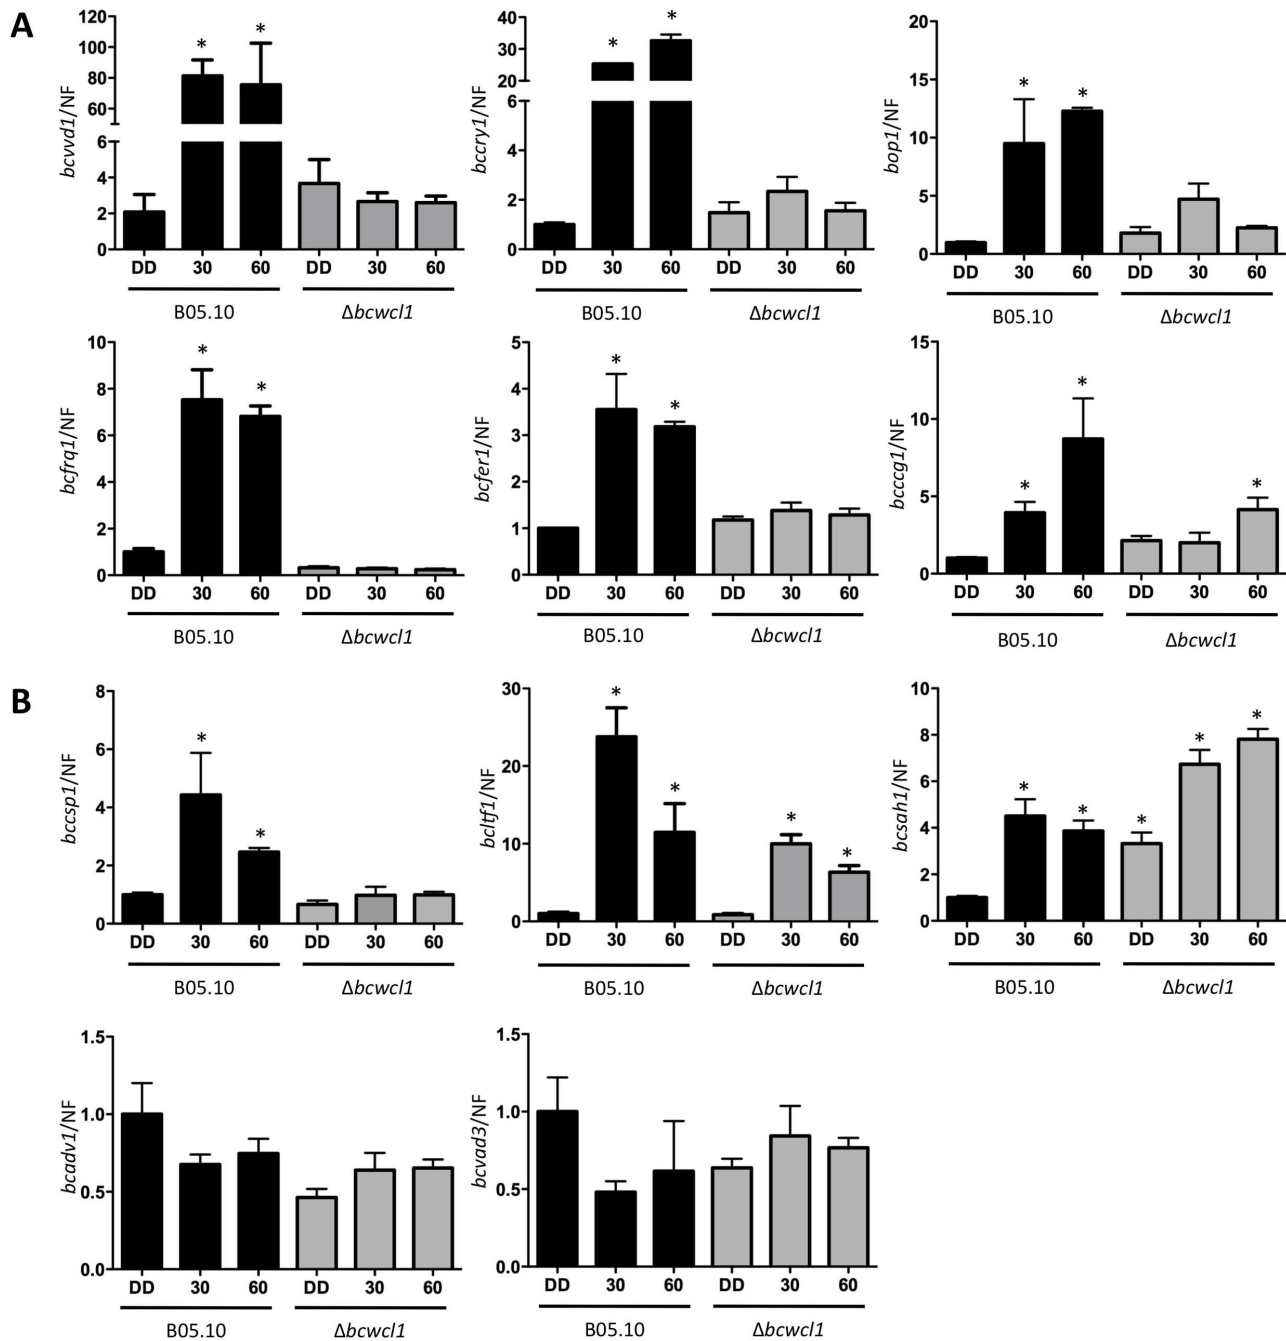 A
bcvvd1/NF
120
100
80
60
6
4
2
0
*
*
DD 30 60 DD 30 60
B05.10 Δbcwcl1
bccry1/NF
40
30
20
6
4
2
0
*
*
DD 30 60 DD 30 60
B05.10 Δbcwcl1
bop1/NF
20
15
10
5
0
*
*
DD 30 60 DD 30 60
B05.10 Δbcwcl1
bcfrq1/NF
10
8
6
4
2
0
*
*
DD 30 60 DD 30 60
B05.10 Δbcwcl1
bcfer1/NF
5
4
3
2
1
0
*
*
DD 30 60 DD 30 60
B05.10 Δbcwcl1
bcccg1/NF
15
10
5
0
*
*
*
DD 30 60 DD 30 60
B05.10 Δbcwcl1
B
bccsp1/NF
8
6
4
2
0
*
*
DD 30 60 DD 30 60
B05.10 Δbcwcl1
bcltf1/NF
30
20
10
0
*
*
*
*
DD 30 60 DD 30 60
B05.10 Δbcwcl1
bcsah1/NF
10
8
6
4
2
0
*
*
*
*
*
DD 30 60 DD 30 60
B05.10 Δbcwcl1
bcadv1/NF
1.5
1.0
0.5
0.0
DD 30 60 DD 30 60
B05.10 Δbcwcl1
bcvad3/NF
1.5
1.0
0.5
0.0
DD 30 60 DD 30 60
B05.10 Δbcwcl1